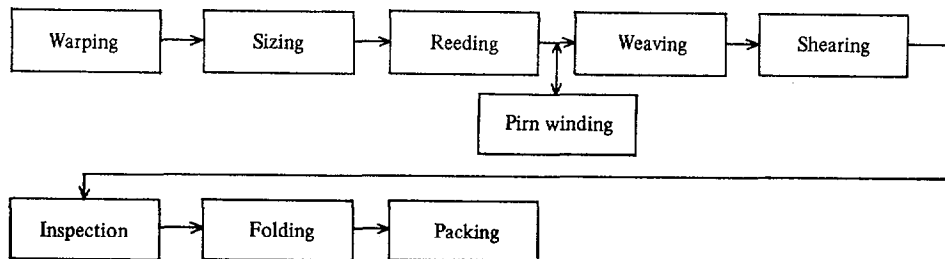 Warping
Sizing
Reeding
Weaving
Shearing
Pirn winding
Inspection
Folding
Packing